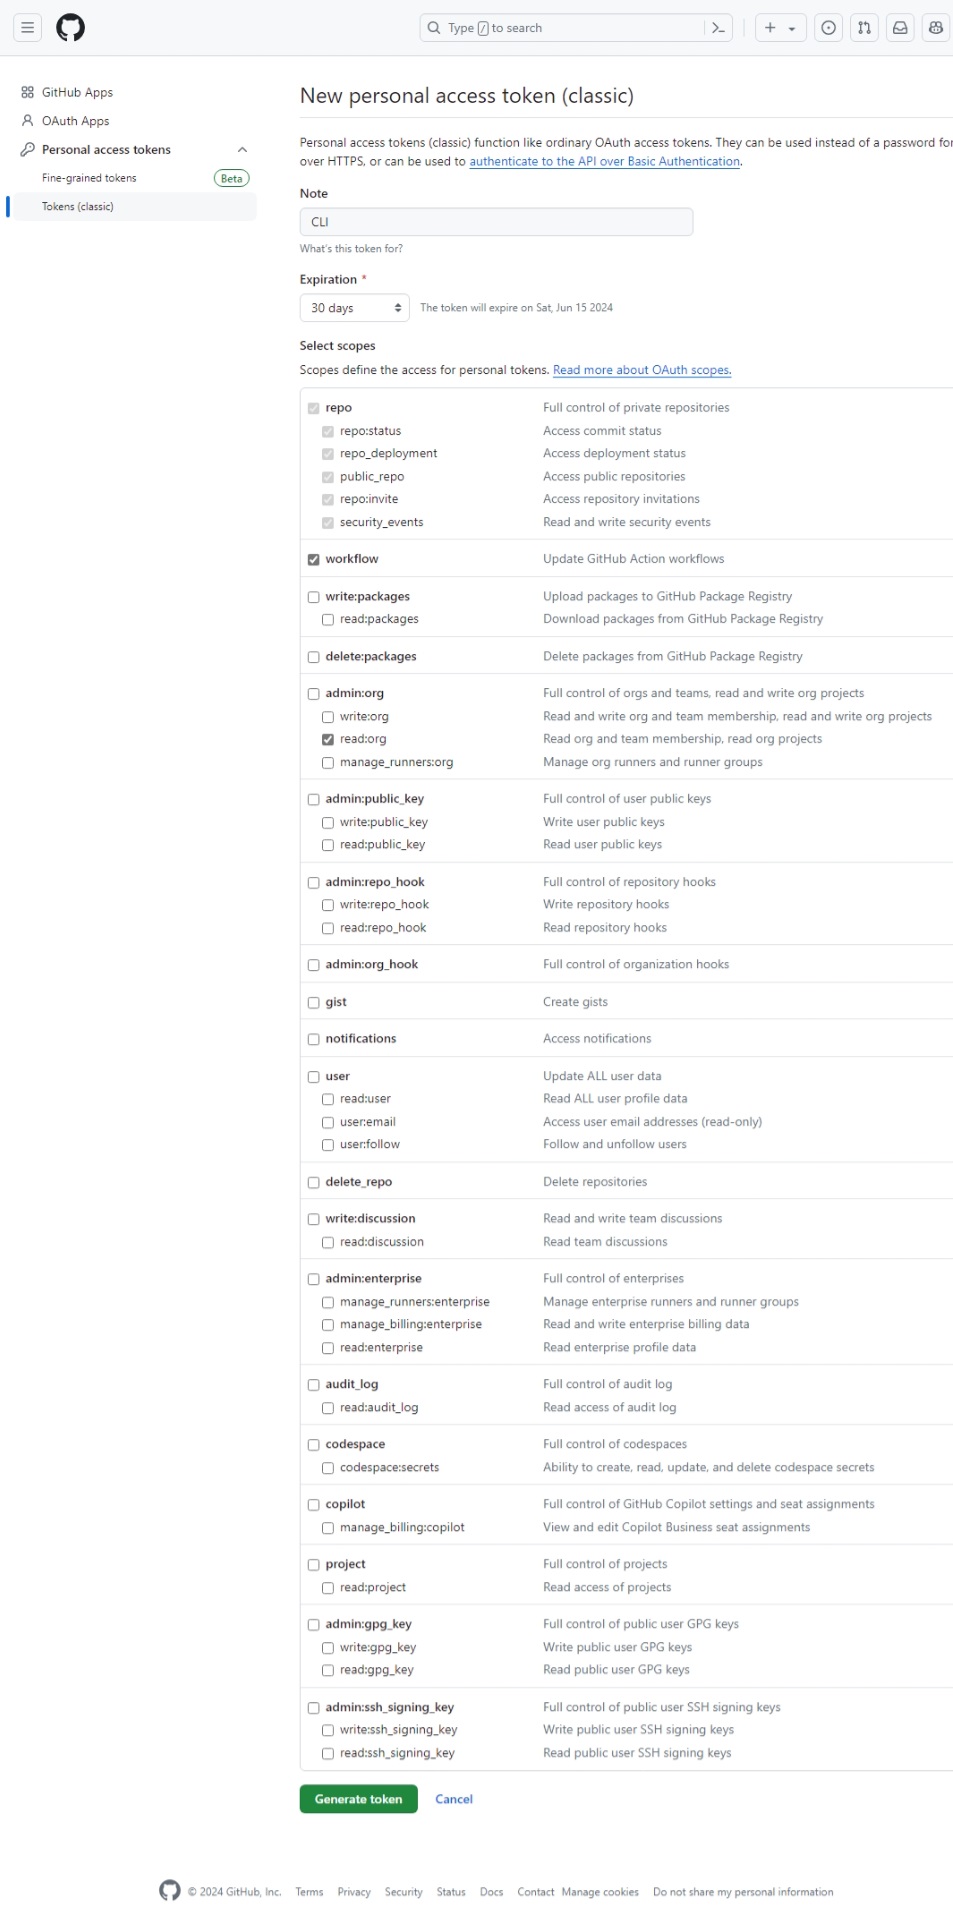 Type / to search
GitHub Apps
OAuth Apps
Personal access tokens
Fine-grained tokens Beta
Tokens (classic)
New personal access token (classic)
Personal access tokens (classic) function like ordinary OAuth access tokens. They can be used instead of a password for
over HTTPS, or can be used to authenticate to the API over Basic Authentication.
Note
CLI
What's this token for?
Expiration *
30 days The token will expire on Sat, Jun 15 2024
Select scopes
Scopes define the access for personal tokens. Read more about OAuth scopes.
repo Full control of private repositories
repo:status Access commit status
repo_deployment Access deployment status
public_repo Access public repositories
repo:invite Access repository invitations
security_events Read and write security events
workflow Update GitHub Action workflows
write:packages Upload packages to GitHub Package Registry
read:packages Download packages from GitHub Package Registry
delete:packages Delete packages from GitHub Package Registry
admin:org Full control of orgs and teams, read and write org projects
write:org Read and write org and team membership, read and write org projects
read:org Read org and team membership, read org projects
manage_runners:org Manage org runners and runner groups
admin:public_key Full control of user public keys
write:public_key Write user public keys
read:public_key Read user public keys
admin:repo_hook Full control of repository hooks
write:repo_hook Write repository hooks
read:repo_hook Read repository hooks
admin:org_hook Full control of organization hooks
gist Create gists
notifications Access notifications
user Update ALL user data
read:user Read ALL user profile data
user:email Access user email addresses (read-only)
user:follow Follow and unfollow users
delete_repo Delete repositories
write:discussion Read and write team discussions
read:discussion Read team discussions
admin:enterprise Full control of enterprises
manage_runners:enterprise Manage enterprise runners and runner groups
manage_billing:enterprise Read and write enterprise billing data
read:enterprise Read enterprise profile data
audit_log Full control of audit log
read:audit_log Read access of audit log
codespace Full control of codespaces
codespace:secrets Ability to create, read, update, and delete codespace secrets
copilot Full control of GitHub Copilot settings and seat assignments
manage_billing:copilot View and edit Copilot Business seat assignments
project Full control of projects
read:project Read access of projects
admin:gpg_key Full control of public user GPG keys
write:gpg_key Write public user GPG keys
read:gpg_key Read public user GPG keys
admin:ssh_signing_key Full control of public user SSH signing keys
write:ssh_signing_key Write public user SSH signing keys
read:ssh_signing_key Read public user SSH signing keys
Generate token Cancel
© 2024 GitHub, Inc. Terms Privacy Security Status Docs Contact Manage cookies Do not share my personal information